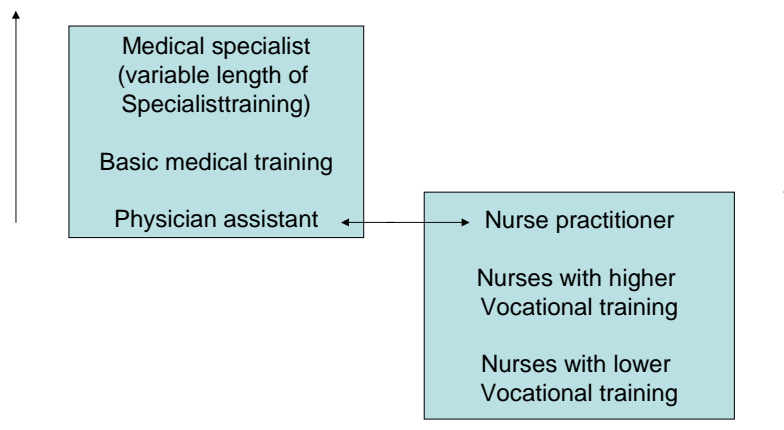 Medical specialist
(variable length of
Specialisttraining)
Basic medical training
Physician assistant
Nurse practitioner
Nurses with higher
Vocational training
Nurses with lower
Vocational training